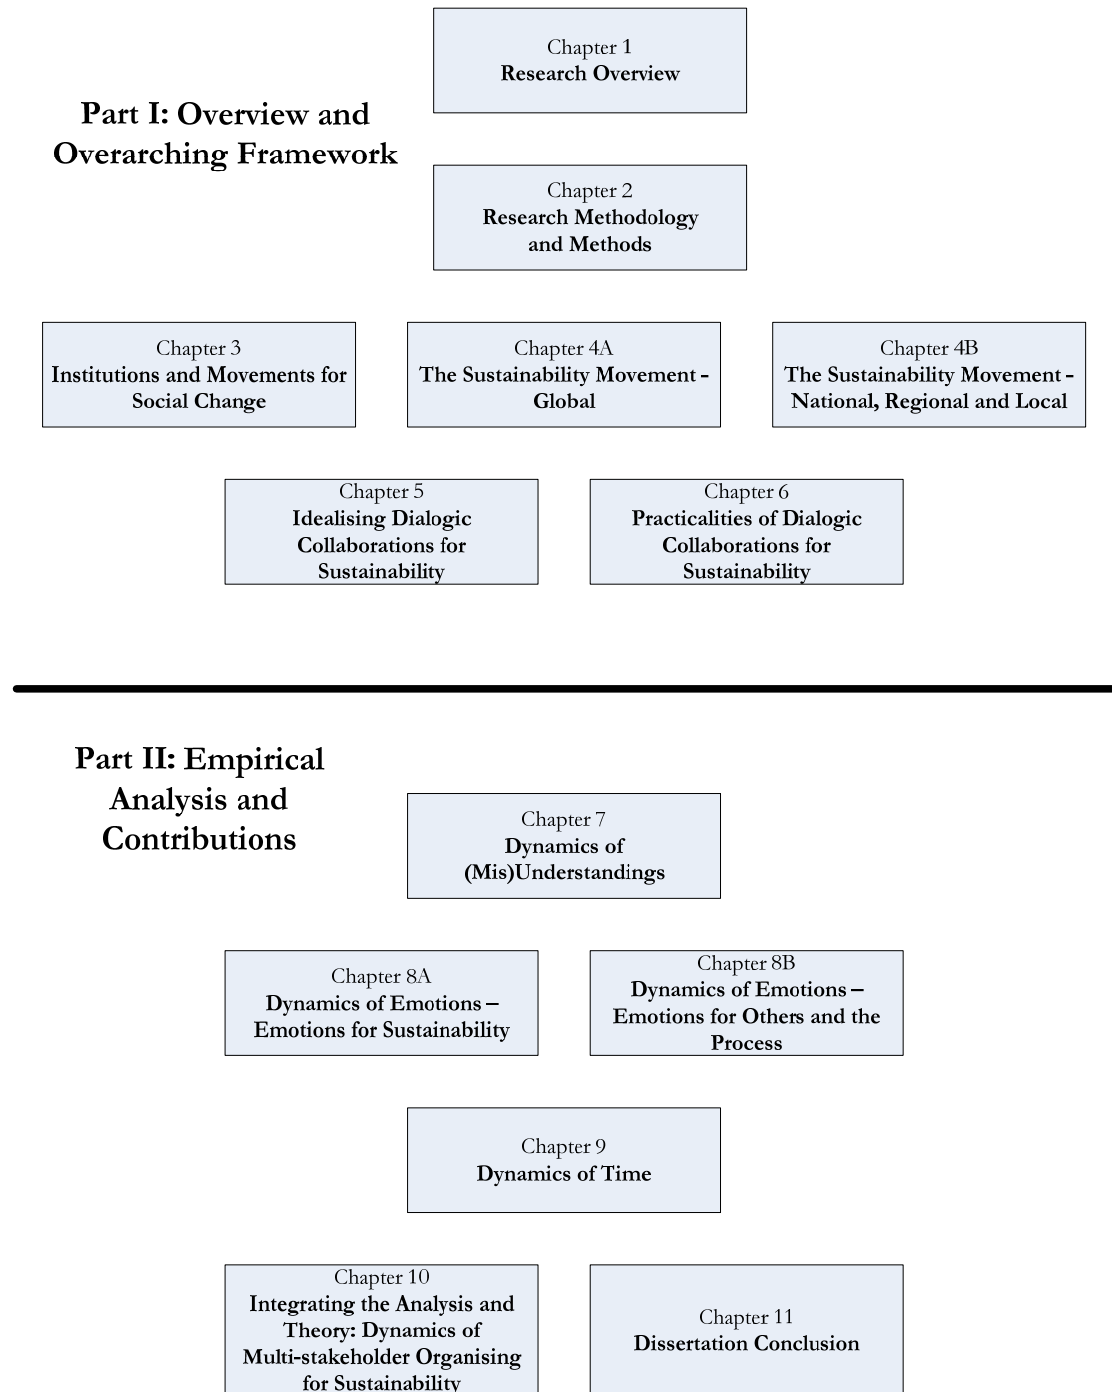 Chapter 1
Research Overview
Part I: Overview and
Overarching Framework
Chapter 2
Research Methodology
and Methods
Chapter 3
Institutions and Movements for
Social Change
Chapter 4A
The Sustainability Movement -
Global
Chapter 4B
The Sustainability Movement -
National, Regional and Local
Chapter 5
Idealising Dialogic
Collaborations for
Sustainability
Chapter 6
Practicalities of Dialogic
Collaborations for
Sustainability
Part II: Empirical
Analysis and
Contributions
Chapter 7
Dynamics of
(Mis)Understandings
Chapter 8A
Dynamics of Emotions –
Emotions for Sustainability
Chapter 8B
Dynamics of Emotions –
Emotions for Others and the
Process
Chapter 9
Dynamics of Time
Chapter 10
Integrating the Analysis and
Theory: Dynamics of
Multi-stakeholder Organising
for Sustainability
Chapter 11
Dissertation Conclusion